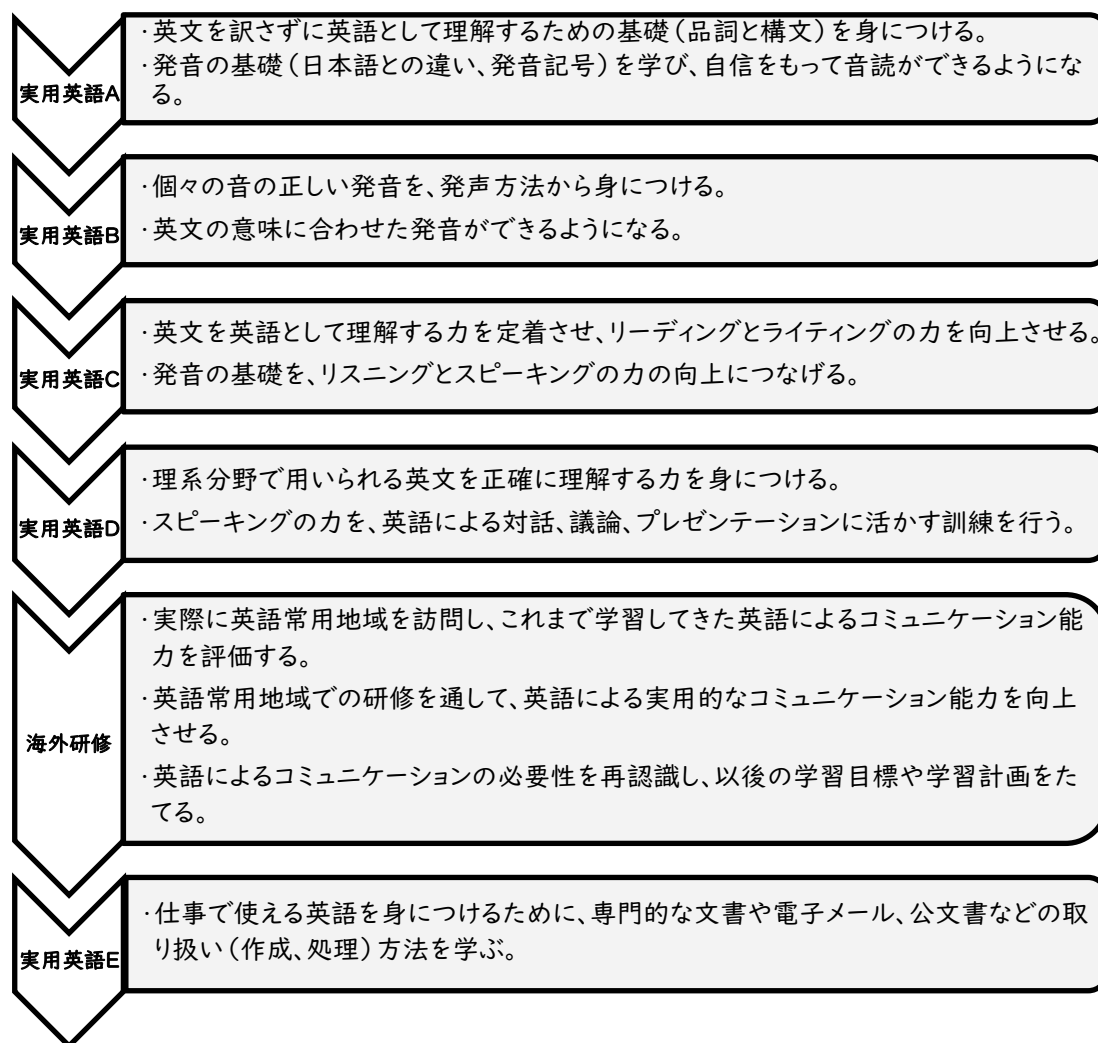 実用英語A
・英文を訳さずに英語として理解するための基礎(品詞と構文)を身につける。
・発音の基礎(日本語との違い、発音記号)を学び、自信をもって音読ができるようにな
る。
実用英語B
・個々の音の正しい発音を、発声方法から身につける。
・英文の意味に合わせた発音ができるようになる。
実用英語C
・英文を英語として理解する力を定着させ、リーディングとライティングの力を向上させる。
・発音の基礎を、リスニングとスピーキングの力の向上につなげる。
実用英語D
・理系分野で用いられる英文を正確に理解する力を身につける。
・スピーキングの力を、英語による対話、議論、プレゼンテーションに活かす訓練を行う。
海外研修
・実際に英語常用地域を訪問し、これまで学習してきた英語によるコミュニケーション能
力を評価する。
・英語常用地域での研修を通して、英語による実用的なコミュニケーション能力を向上
させる。
・英語によるコミュニケーションの必要性を再認識し、以後の学習目標や学習計画をた
てる。
実用英語E
・仕事で使える英語を身につけるために、専門的な文書や電子メール、公文書などの取
り扱い(作成、処理)方法を学ぶ。